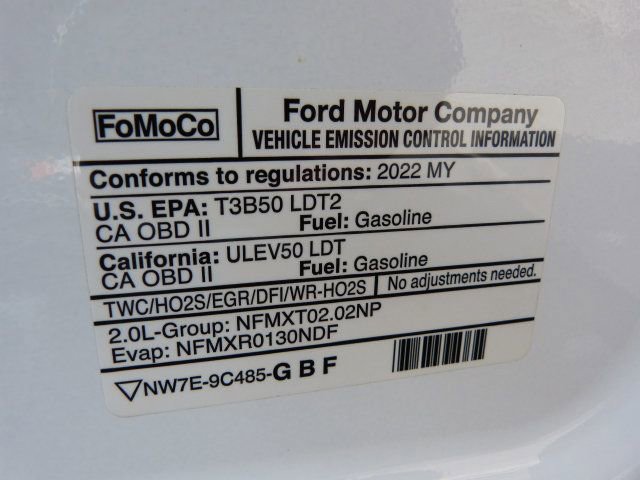 FoMoCo
Ford Motor Company
VEHICLE EMISSION CONTROL INFORMATION
Conforms to regulations: 2022 MY
U.S. EPA: T3B50 LDT2
CA OBD II Fuel: Gasoline
California: ULEV50 LDT
CA OBD II Fuel: Gasoline
TWC/HO2S/EGR/DFI/WR-HO2S No adjustments needed.
2.0L-Group: NFMXT02.02NP
Evap: NFMXR0130NDF
NW7E-9C485-GBF